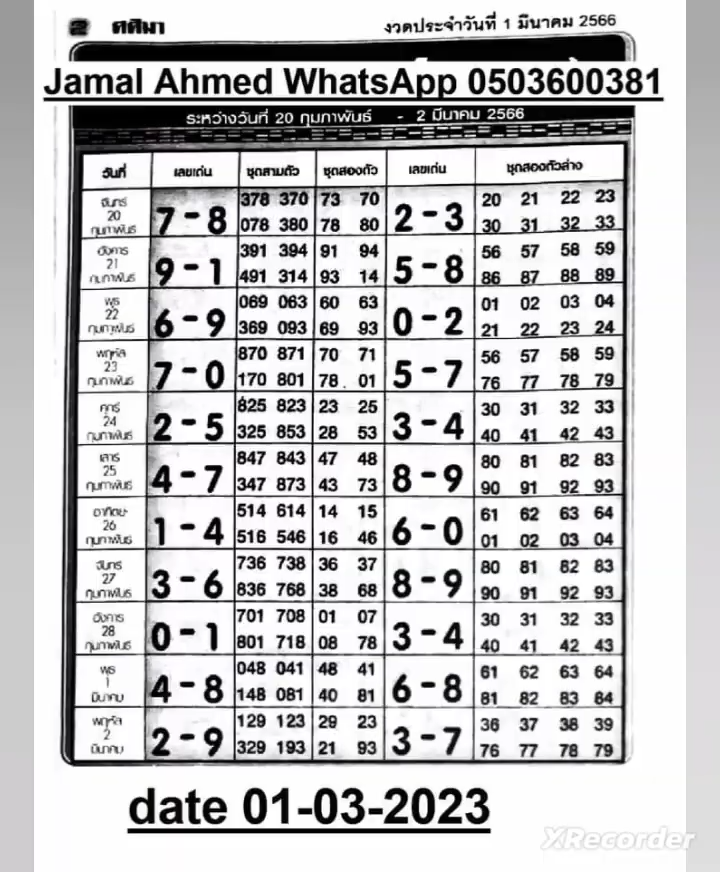 ๒ ศศิมา งวดประจำวันที่ 1 มีนาคม 2566
Jamal Ahmed WhatsApp 0503600381
ระหว่างวันที่ 20 กุมภาพันธ์ - 2 มีนาคม 2566
วันที่ เลขเด่น ชุดสามตัว ชุดสองตัว เลขเด่น ชุดสองตัวล่าง
จันทร์ 378 370 73 70 20 21 22 23
20 7-8 2-3
กุมภาพันธ์ 078 380 78 80 30 31 32 33
อังคาร 391 394 91 94 56 57 58 59
21 9-1 5-8
กุมภาพันธ์ 491 314 93 14 86 87 88 89
พุธ 069 063 60 63 01 02 03 04
22 6-9 0-2
กุมภาพันธ์ 369 093 69 93 21 22 23 24
พฤหัส 870 871 70 71 56 57 58 59
23 7-0 5-7
กุมภาพันธ์ 170 801 78 01 76 77 78 79
ศุกร์ 825 823 23 25 30 31 32 33
24 2-5 3-4
กุมภาพันธ์ 325 853 28 53 40 41 42 43
เสาร์ 847 843 47 48 80 81 82 83
25 4-7 8-9
กุมภาพันธ์ 347 873 43 73 90 91 92 93
อาทิตย์ 514 614 14 15 61 62 63 64
26 1-4 6-0
กุมภาพันธ์ 516 546 16 46 01 02 03 04
จันทร์ 736 738 36 37 80 81 82 83
27 3-6 8-9
กุมภาพันธ์ 836 768 38 68 90 91 92 93
อังคาร 701 708 01 07 30 31 32 33
28 0-1 3-4
กุมภาพันธ์ 801 718 08 78 40 41 42 43
พุธ 048 041 48 41 61 62 63 64
1 4-8 6-8
มีนาคม 148 081 40 81 81 82 83 84
พฤหัส 129 123 29 23 36 37 38 39
2 2-9 3-7
มีนาคม 329 193 21 93 76 77 78 79
date 01-03-2023
XRecorder